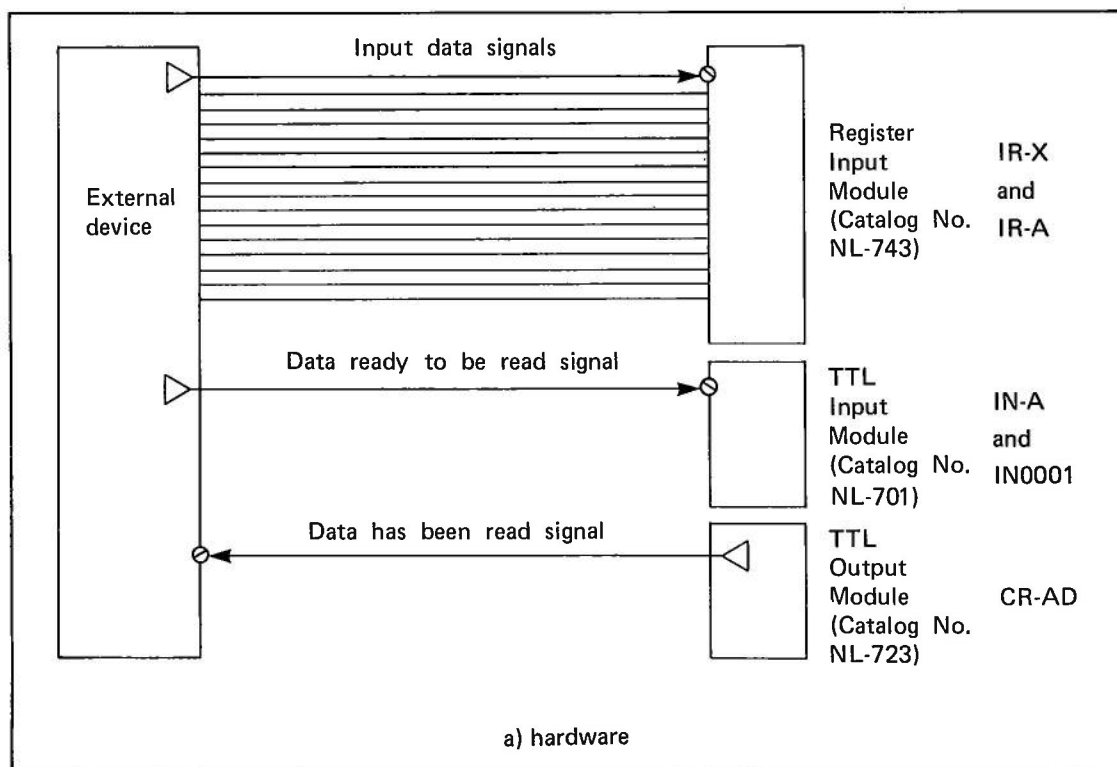 Input data signals
External
device
Register
Input
Module
(Catalog No.
NL-743)
IR-X
and
IR-A
Data ready to be read signal
TTL
Input
Module
(Catalog No.
NL-701)
IN-A
and
IN0001
Data has been read signal
TTL
Output
Module
(Catalog No.
NL-723)
CR-AD
a) hardware